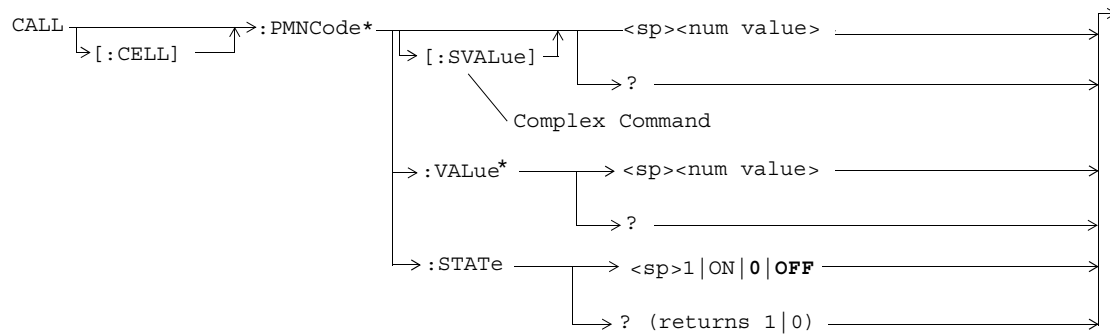 CALL :PMNCode* <sp><num value>
[:CELL] [:SVALue]
?
Complex Command
:VALue* <sp><num value>
?
:STATe <sp>1|ON|0|OFF
? (returns 1|0)